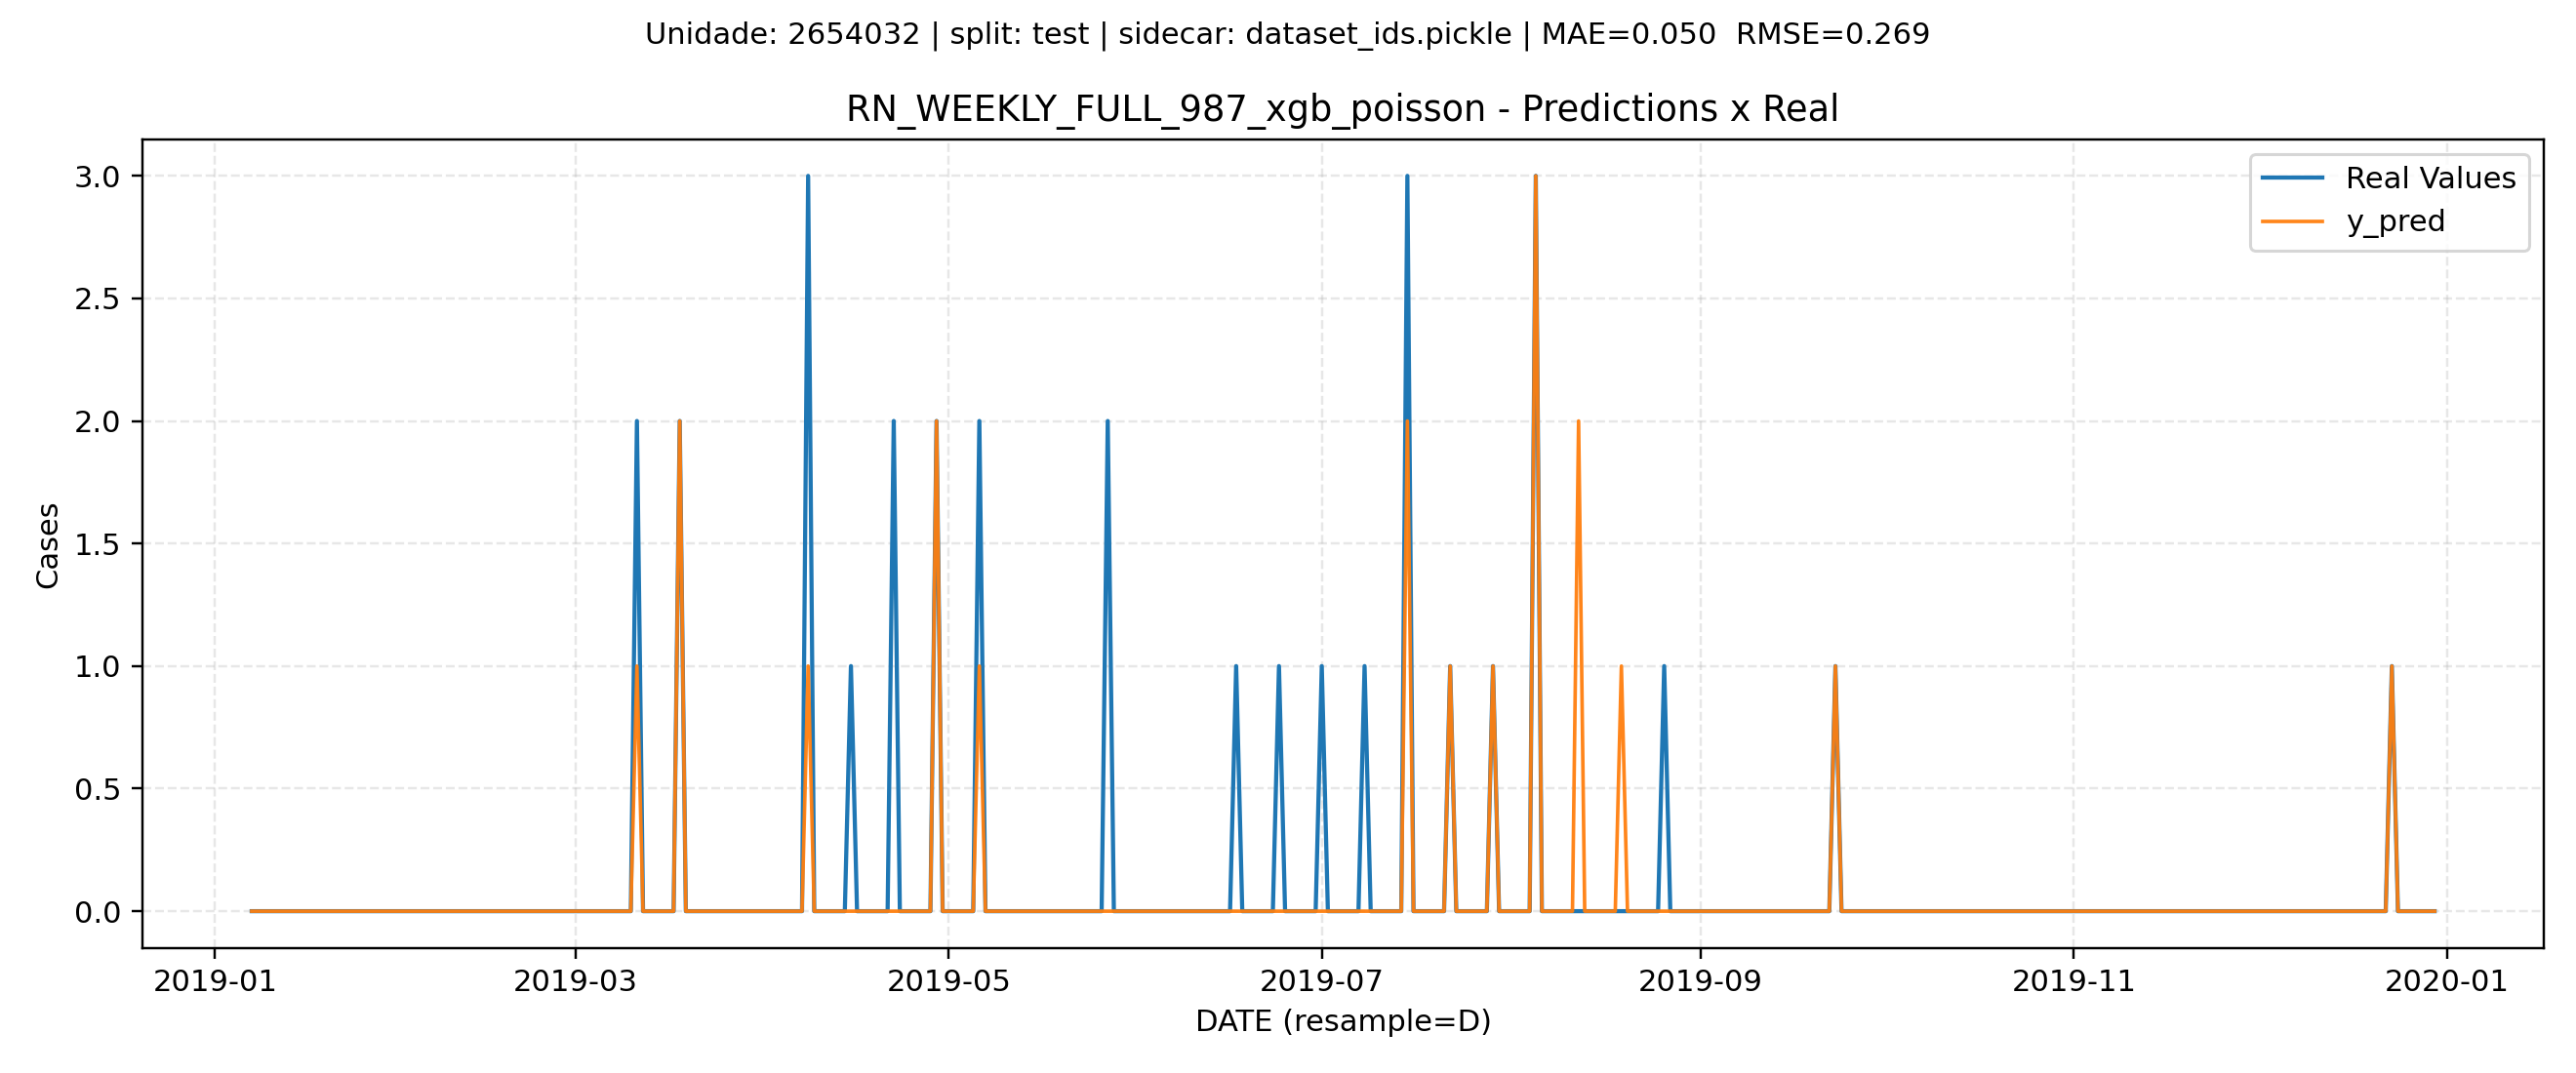 Unidade: 2654032 | split: test | sidecar: dataset_ids.pickle | MAE=0.050  RMSE=0.269
RN_WEEKLY_FULL_987_xgb_poisson - Predictions x Real
Real Values
y_pred
Cases
3.0
2.5
2.0
1.5
1.0
0.5
0.0
2019-01
2019-03
2019-05
2019-07
2019-09
2019-11
2020-01
DATE (resample=D)